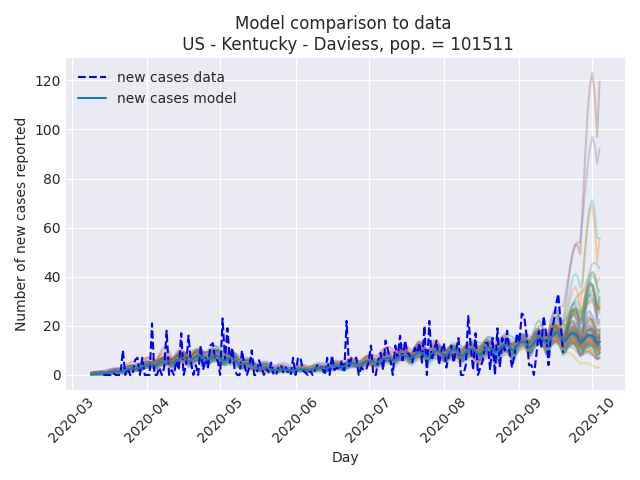 Model comparison to data
US - Kentucky - Daviess, pop. = 101511
new cases data
new cases model
Number of new cases reported
120
100
80
60
40
20
0
2020-03
2020-04
2020-05
2020-06
2020-07
2020-08
2020-09
2020-10
Day